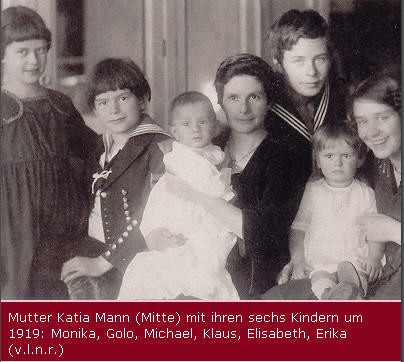 Mutter Katia Mann (Mitte) mit ihren sechs Kindern um
1919: Monika, Golo, Michael, Klaus, Elisabeth, Erika
(v.l.n.r.)